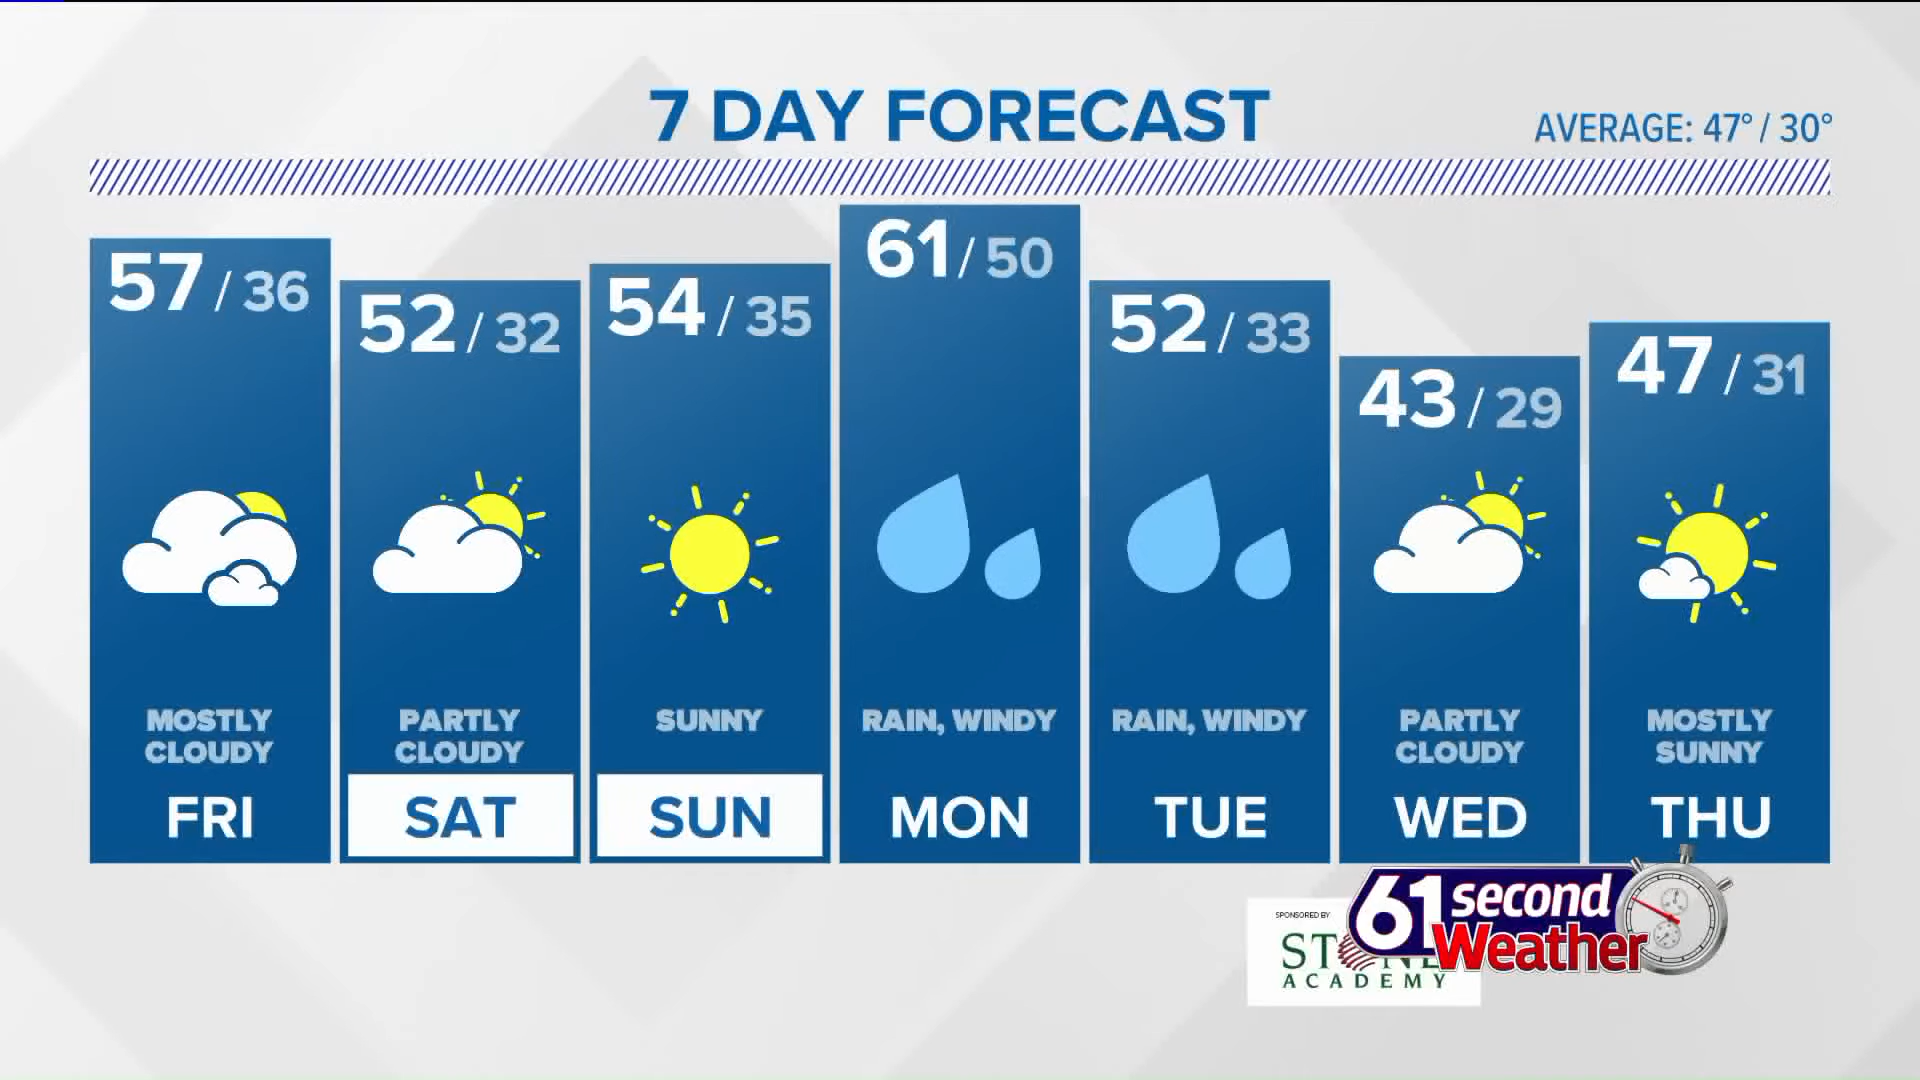 7 DAY FORECAST
AVERAGE: 47° / 30°
57 / 36
MOSTLY
CLOUDY
FRI
52 / 32
PARTLY
CLOUDY
SAT
54 / 35
SUNNY
SUN
61 / 50
RAIN, WINDY
MON
52 / 33
RAIN, WINDY
TUE
43 / 29
PARTLY
CLOUDY
WED
47 / 31
MOSTLY
SUNNY
THU
SPONSORED BY
STONE
ACADEMY
61 second
Weather